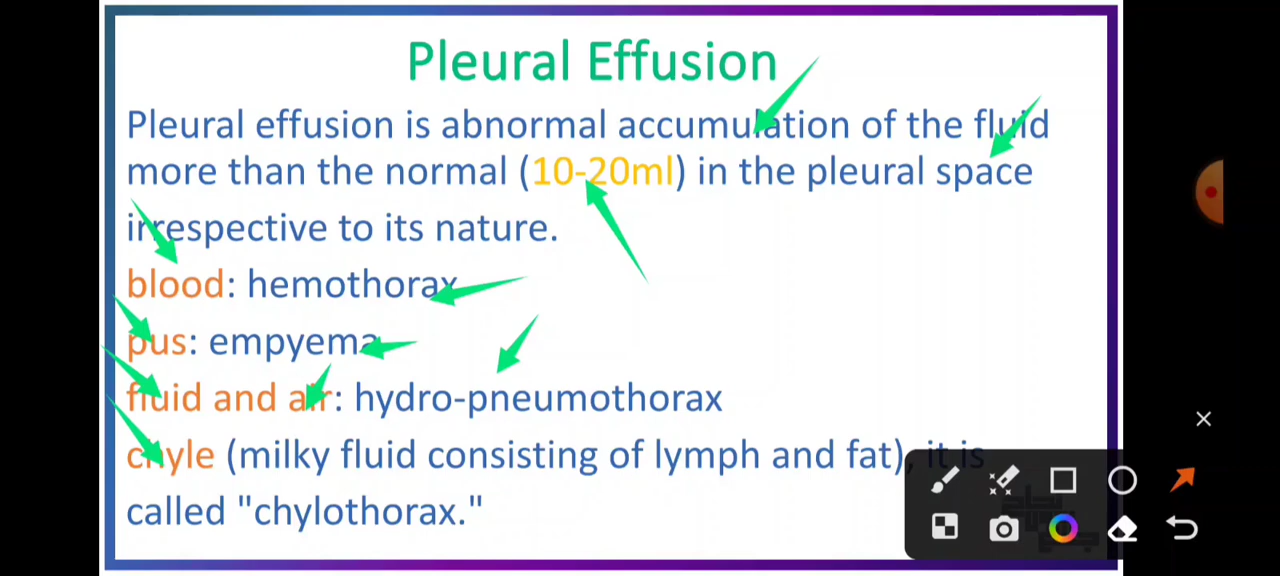 Pleural Effusion
Pleural effusion is abnormal accumulation of the fluid
more than the normal (10-20ml) in the pleural space
irrespective to its nature.
blood: hemothorax
pus: empyema
fluid and air: hydro-pneumothorax
chyle (milky fluid consisting of lymph and fat), it is
called "chylothorax."